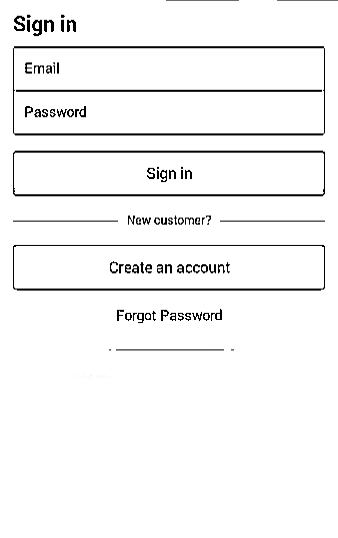 Sign in
Email
Password
Sign in
New customer?
Create an account
Forgot Password